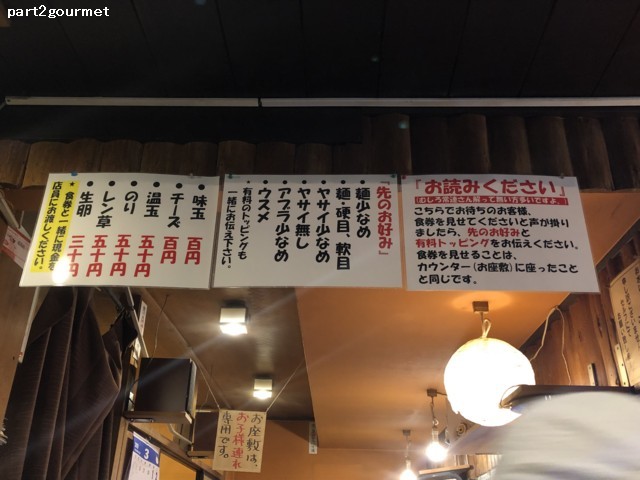 part2gourmet
「お読みください」
こちらでお待ちのお客様。
食券を見せてくださいと声が掛り
ましたら、先のお好みと
有料トッピングをお伝えください。
食券を見せることは、
カウンター(お座敷)に座ったこと
と同じです。
『先のお好み』
● 麺少なめ
● 麺・硬目、軟目
● ヤサイ少なめ
● ヤサイ無し
● アブラ少なめ
● ウスメ
有料のトッピングも
一緒にお伝え下さい。
● 味玉 百円
● チーズ 百円
● 温玉 五十円
● のり 五十円
● レン草 五十円
● 生卵 三十円
★食券と一緒に現金を
店員にお渡しください。
お座敷は、
お子様連れ
専用です。
3